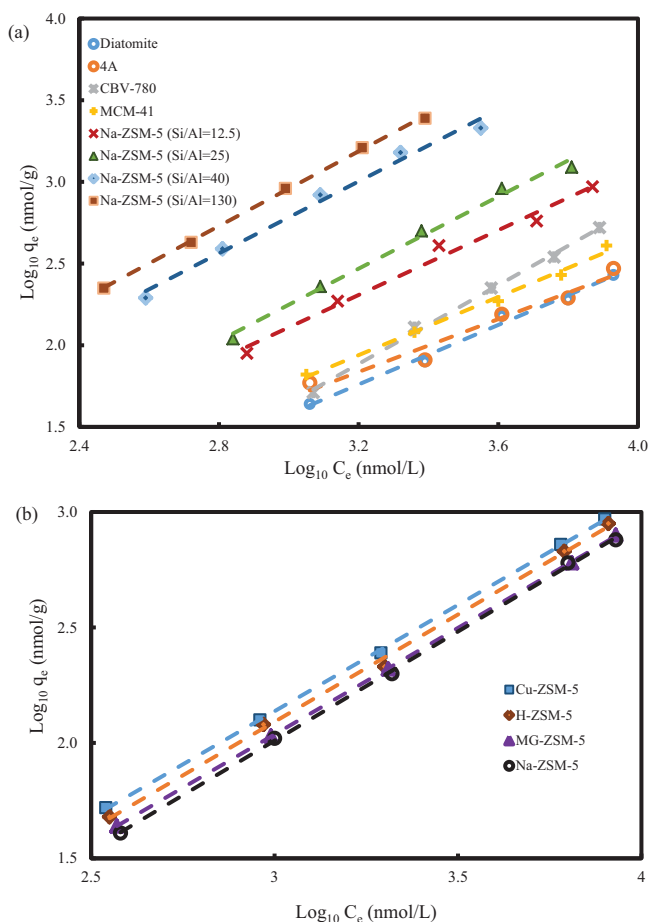 (a)
4.0
3.5
3.0
2.5
2.0
1.5
Log10 qe (nmol/g)
Diatomite
4A
CBV-780
MCM-41
Na-ZSM-5 (Si/Al=12.5)
Na-ZSM-5 (Si/Al=25)
Na-ZSM-5 (Si/Al=40)
Na-ZSM-5 (Si/Al=130)
2.4 2.8 3.2 3.6 4.0
Log10 Ce (nmol/L)
(b)
3.0
2.5
2.0
1.5
Log10 qe (nmol/g)
Cu-ZSM-5
H-ZSM-5
MG-ZSM-5
Na-ZSM-5
2.5 3 3.5 4
Log10 Ce (nmol/L)